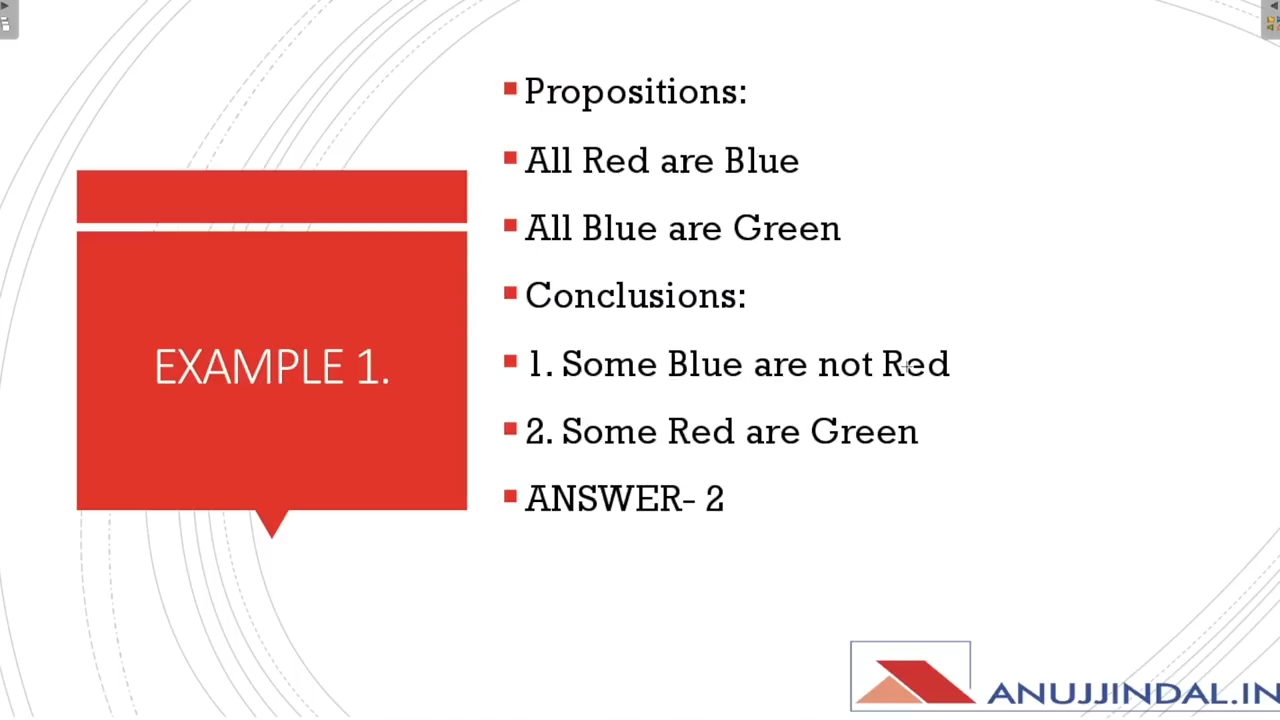 Propositions:
All Red are Blue
All Blue are Green
Conclusions:
1. Some Blue are not Red
2. Some Red are Green
ANSWER- 2
EXAMPLE 1.
ANUJJINDAL.IN